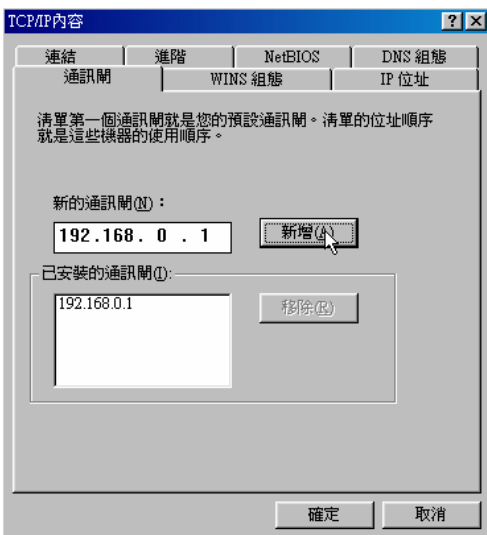 TCP/IP內容
連結 進階 NetBIOS DNS 組態
通訊閘 WINS 組態 IP 位址
清單第一個通訊閘就是您的預設通訊閘。清單的位址順序
就是這些機器的使用順序。
新的通訊閘(N)：
192.168. 0 . 1 新增(A)
已安裝的通訊閘(I):
192.168.0.1 移除(R)
確定 取消